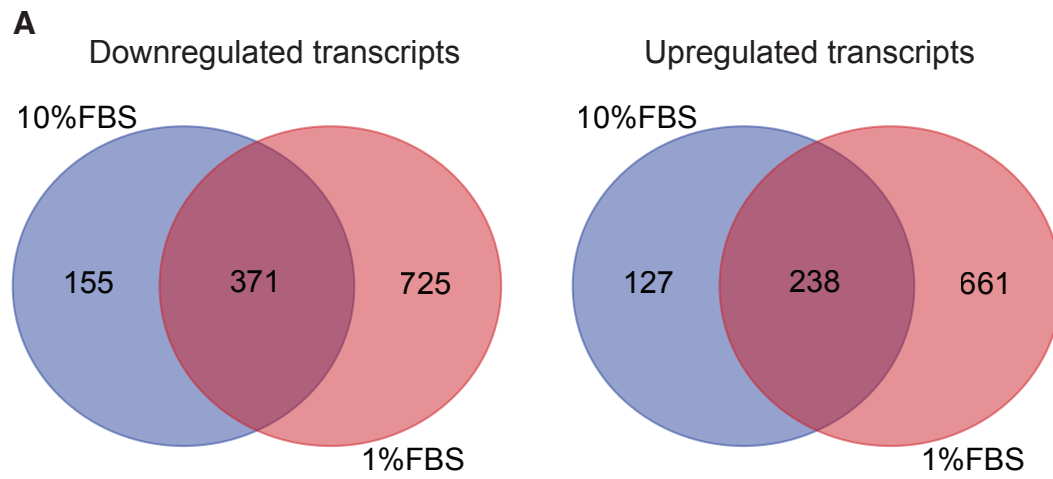 A
Downregulated transcripts
Upregulated transcripts
10%FBS
10%FBS
155
371
725
127
238
661
1%FBS
1%FBS